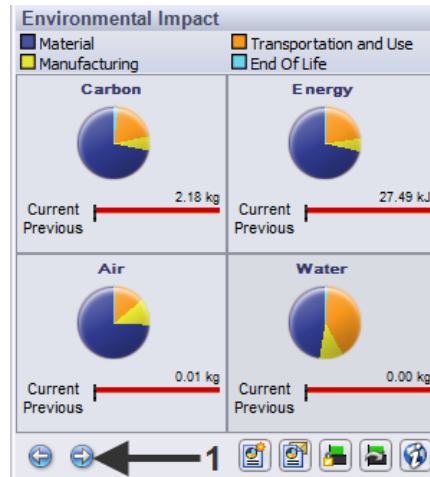 Environmental Impact
Material Transportation and Use
Manufacturing End Of Life
Carbon Energy
2.18 kg 27.49 kJ
Current Current
Previous Previous
Air Water
0.01 kg 0.00 kg
Current Current
Previous Previous
1